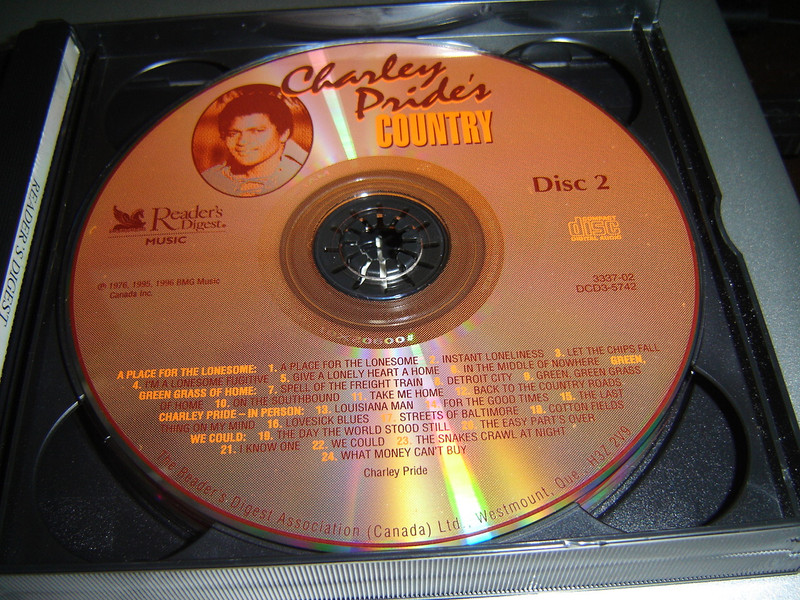 Charley
Pride's
COUNTRY
Disc 2
Reader's
Digest™
MUSIC
COMPACT
disc
DIGITAL AUDIO
℗ 1976, 1995, 1996 BMG Music
Canada Inc.
3337-02
DCD3-5742
READER'S DIGEST
A PLACE FOR THE LONESOME: 1. A PLACE FOR THE LONESOME 2. INSTANT LONELINESS 3. LET THE CHIPS FALL
4. I'M A LONESOME FUGITIVE 5. GIVE A LONELY HEART A HOME 6. IN THE MIDDLE OF NOWHERE GREEN,
GREEN GRASS OF HOME: 7. SPELL OF THE FREIGHT TRAIN 8. DETROIT CITY 9. GREEN, GREEN GRASS
OF HOME 10. ON THE SOUTHBOUND 11. TAKE ME HOME 12. BACK TO THE COUNTRY ROADS
CHARLEY PRIDE – IN PERSON: 13. LOUISIANA MAN 14. FOR THE GOOD TIMES 15. THE LAST
THING ON MY MIND 16. LOVESICK BLUES 17. STREETS OF BALTIMORE 18. COTTON FIELDS
WE COULD: 19. THE DAY THE WORLD STOOD STILL 20. THE EASY PART'S OVER
21. I KNOW ONE 22. WE COULD 23. THE SNAKES CRAWL AT NIGHT
24. WHAT MONEY CAN'T BUY
Charley Pride
The Reader's Digest Association (Canada) Ltd., Westmount, Que. H3Z 2V9